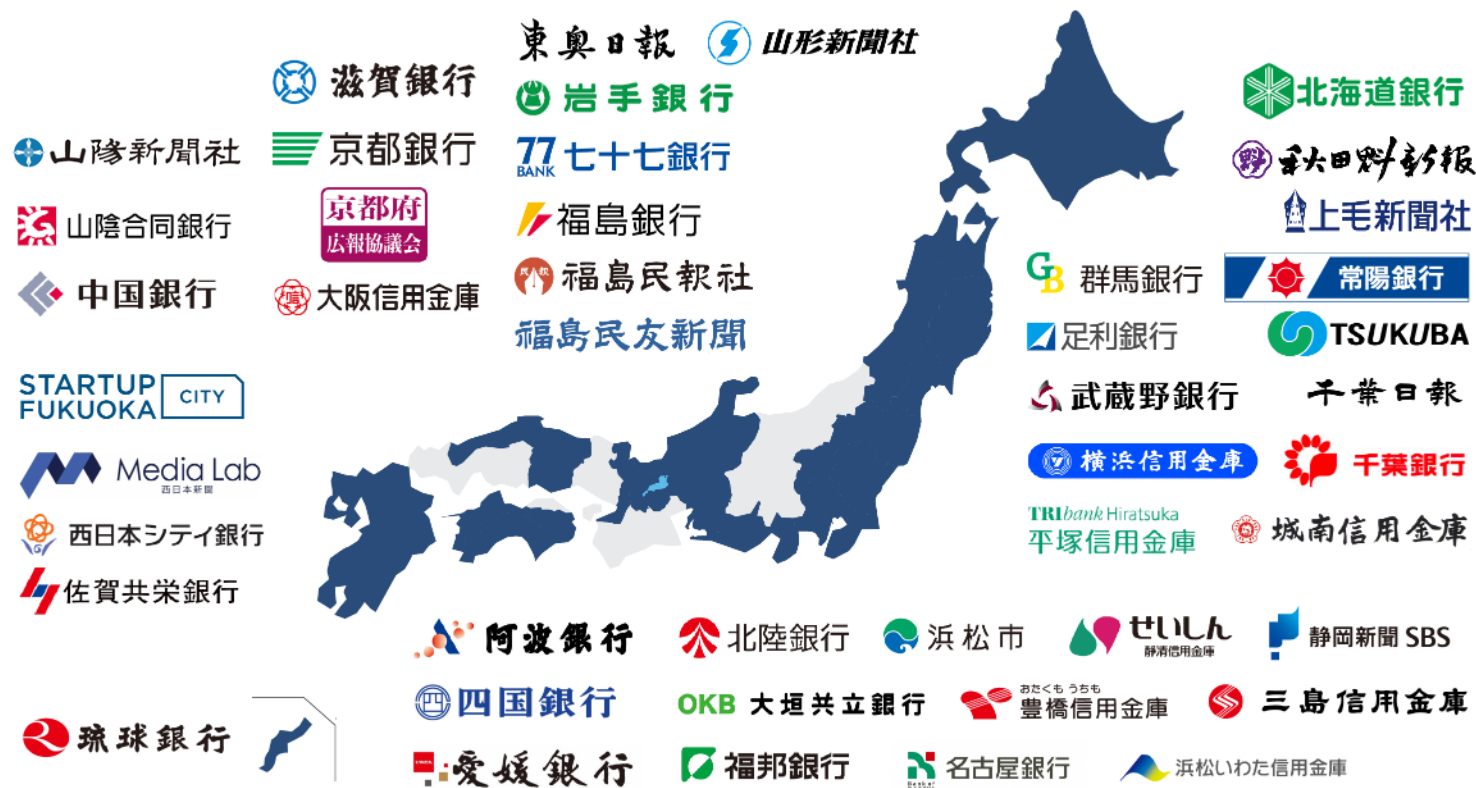 東奥日報
山形新聞社
滋賀銀行
岩手銀行
北海道銀行
山陽新聞社
京都銀行
77
BANK
七十七銀行
秋田魁新報
山陰合同銀行
京都府
広報協議会
福島銀行
上毛新聞社
中国銀行
大阪信用金庫
民報
福島民報社
GB
群馬銀行
常陽銀行
福島民友新聞
足利銀行
TSUKUBA
STARTUP
FUKUOKA
CITY
武蔵野銀行
千葉日報
Media Lab
西日本新聞
横浜信用金庫
千葉銀行
西日本シティ銀行
TRIbank Hiratsuka
平塚信用金庫
城南信用金庫
佐賀共栄銀行
阿波銀行
北陸銀行
浜松市
せいしん
静清信用金庫
静岡新聞 SBS
琉球銀行
四国銀行
OKB 大垣共立銀行
おたくも うちも
豊橋信用金庫
三島信用金庫
愛媛銀行
福邦銀行
名古屋銀行
浜松いわた信用金庫